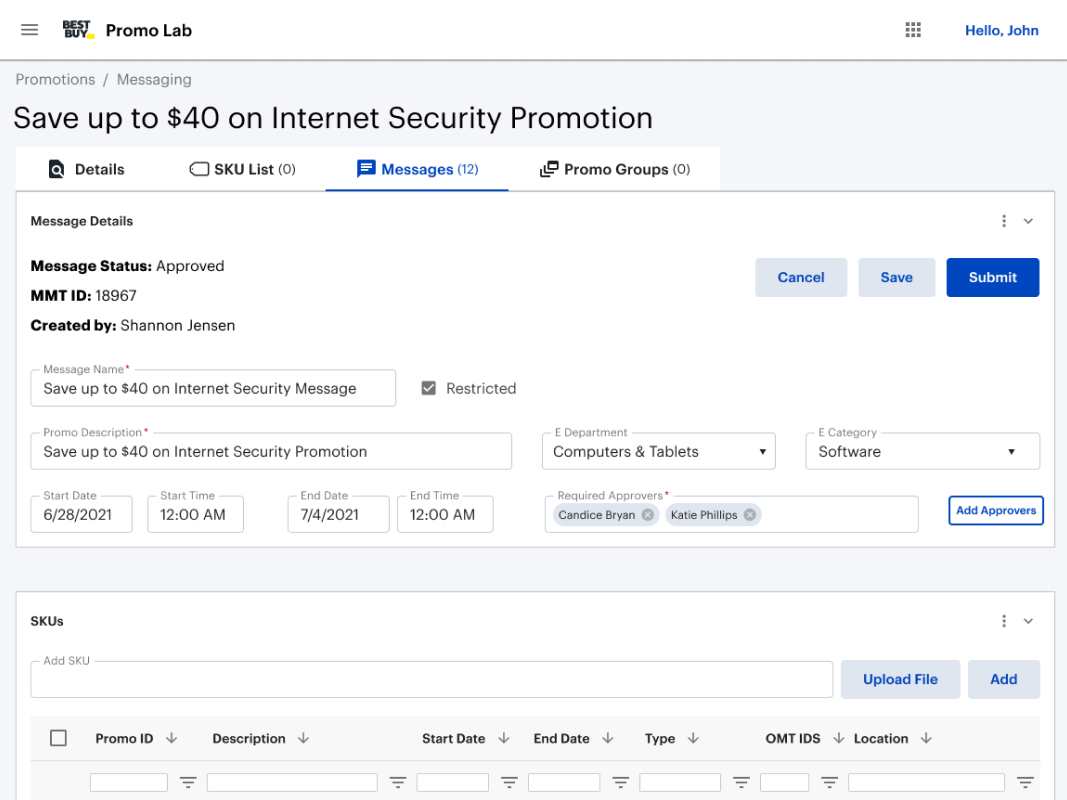 BEST BUY Promo Lab Hello, John
Promotions / Messaging
Save up to $40 on Internet Security Promotion
Details SKU List (0) Messages (12) Promo Groups (0)
Message Details
Message Status: Approved
Cancel Save Submit
MMT ID: 18967
Created by: Shannon Jensen
Message Name*
Save up to $40 on Internet Security Message Restricted
Promo Description* E Department E Category
Save up to $40 on Internet Security Promotion Computers & Tablets Software
Start Date Start Time End Date End Time Required Approvers*
6/28/2021 12:00 AM 7/4/2021 12:00 AM Candice Bryan Katie Phillips Add Approvers
SKUs
Add SKU
Upload File Add
Promo ID Description Start Date End Date Type OMT IDS Location